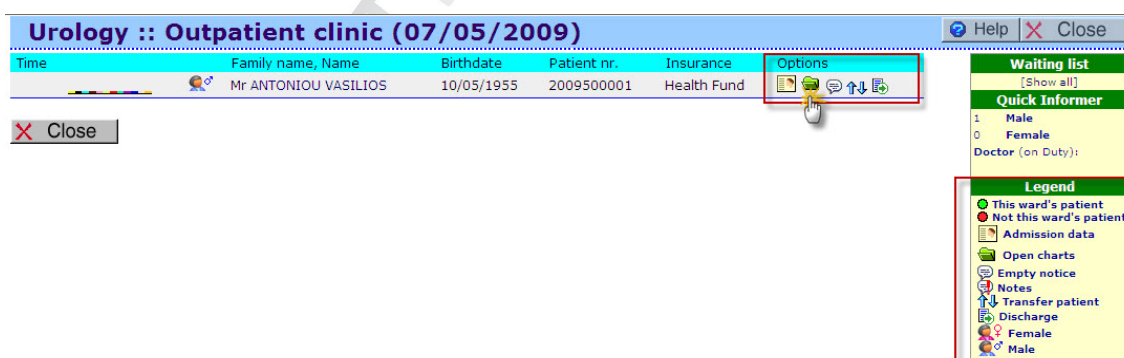 Urology :: Outpatient clinic (07/05/2009)
Help Close
Time Family name, Name Birthdate Patient nr. Insurance Options
Mr ANTONIOU VASILIOS 10/05/1955 2009500001 Health Fund
Close
Waiting list
[Show all]
Quick Informer
1 Male
0 Female
Doctor (on Duty):
Legend
This ward's patient
Not this ward's patient
Admission data
Open charts
Empty notice
Notes
Transfer patient
Discharge
Female
Male